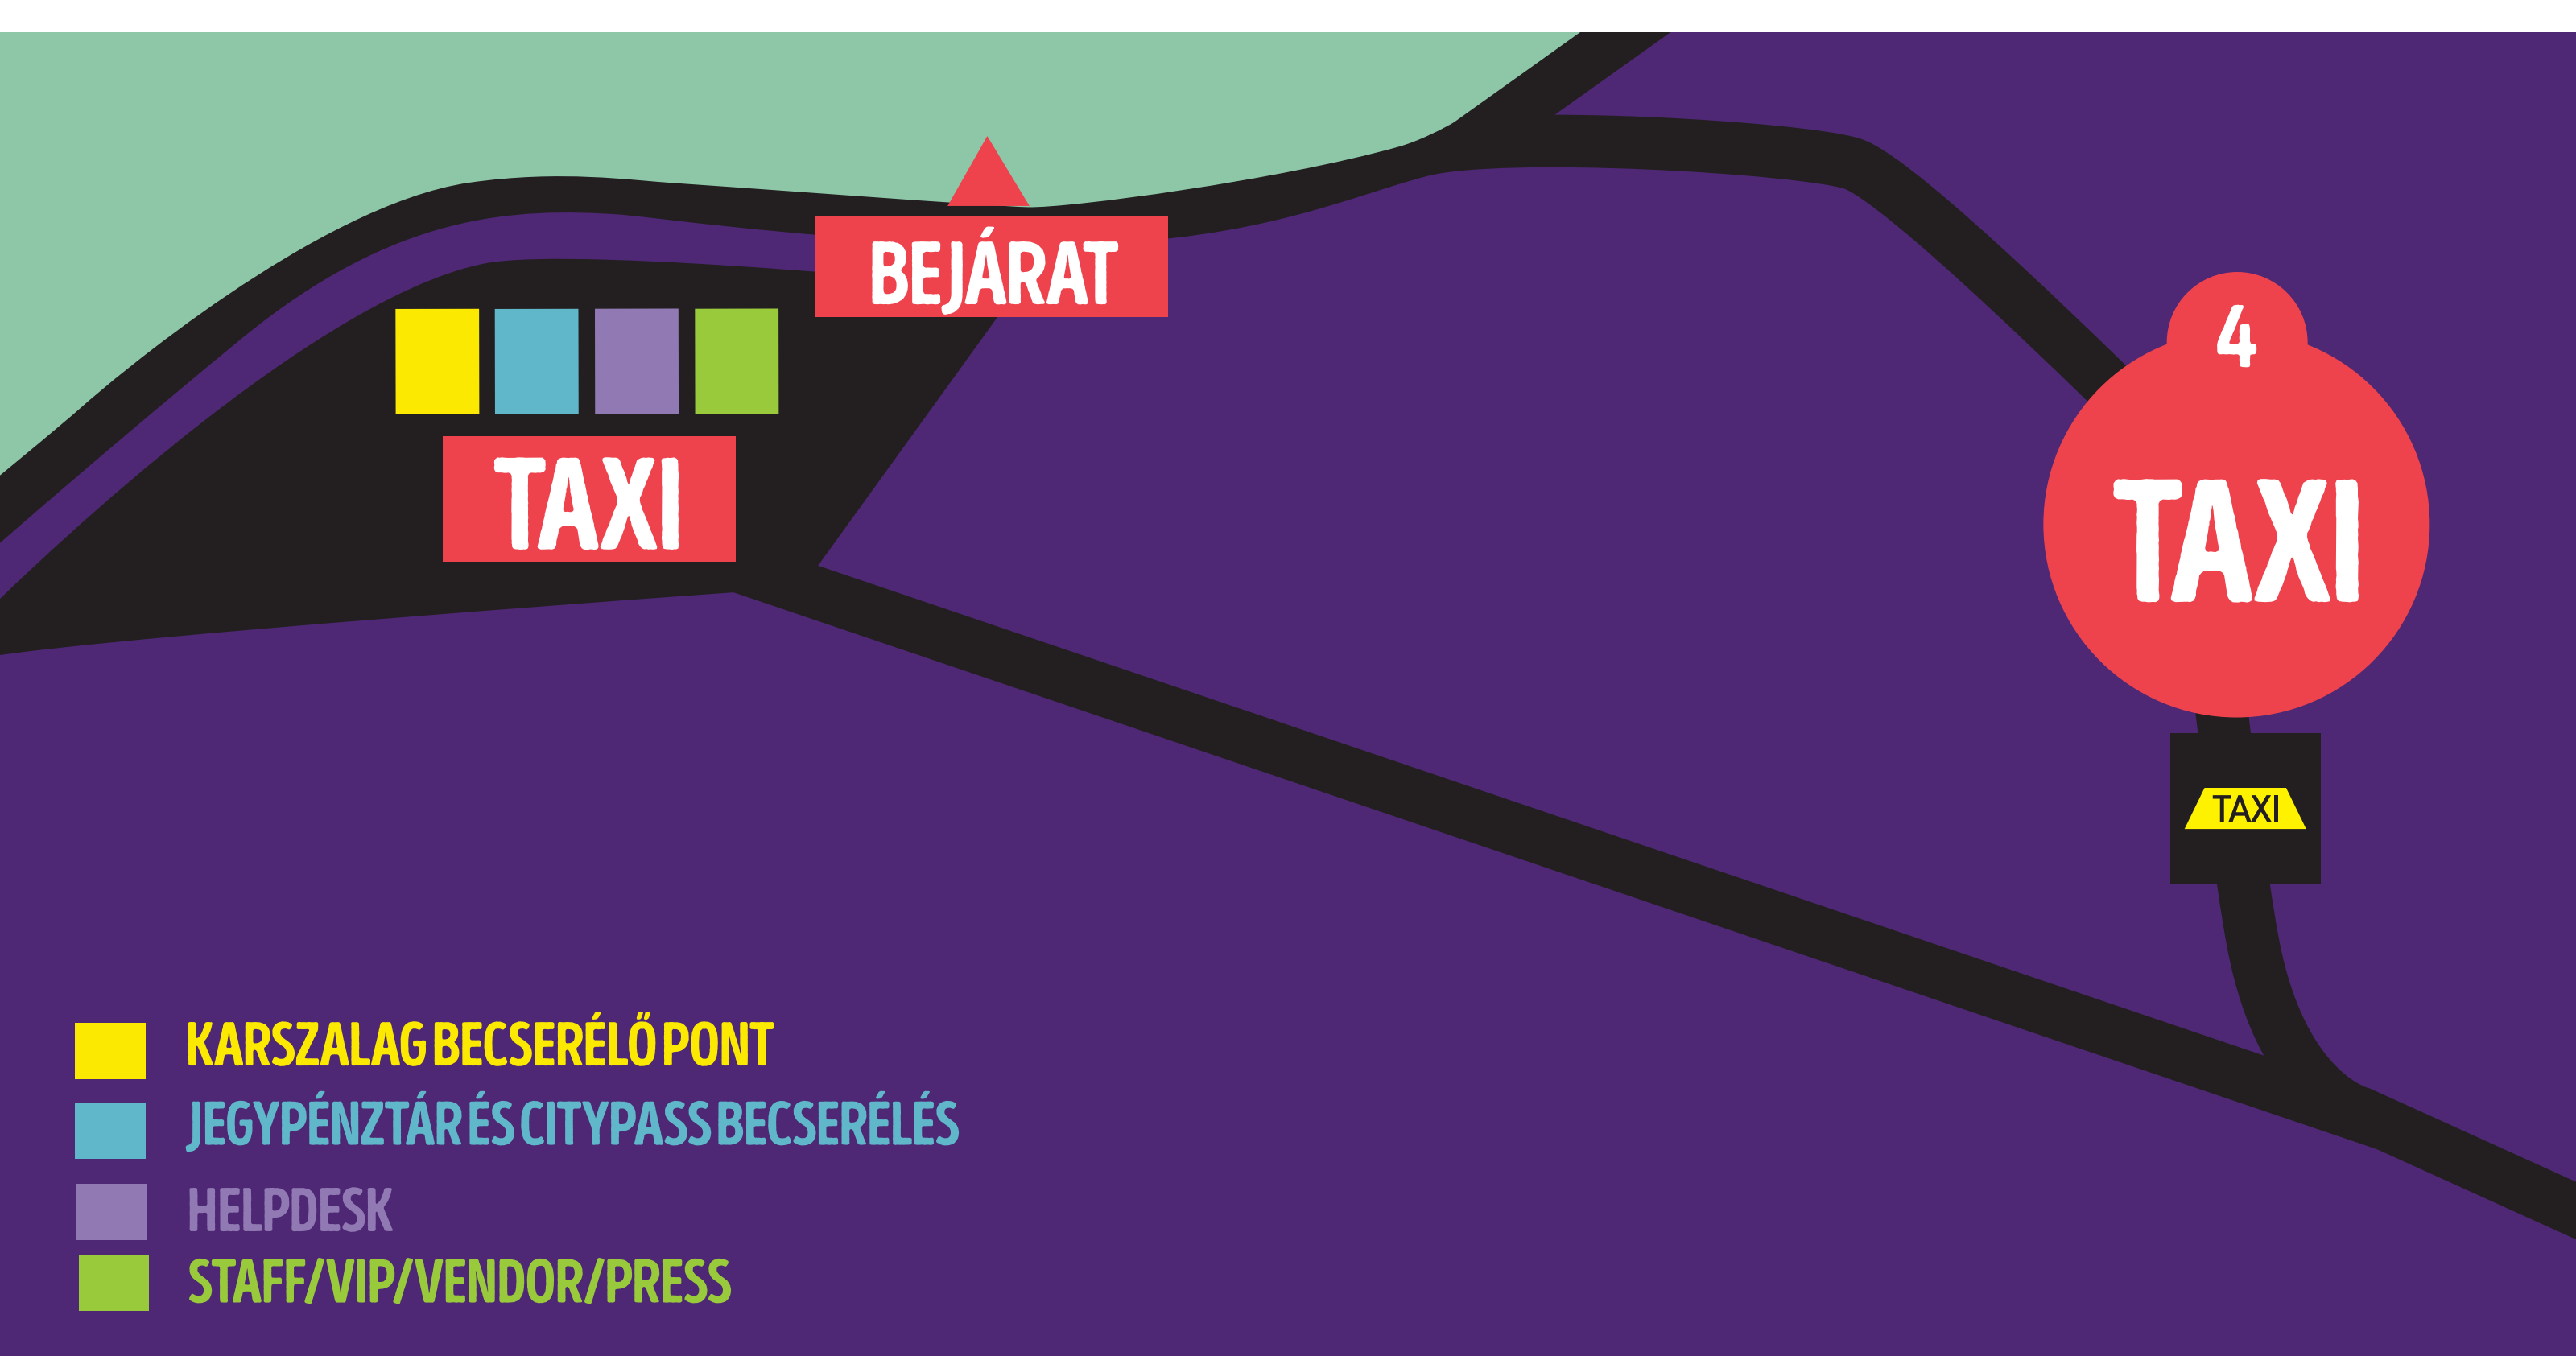 BEJÁRAT
4
TAXI
TAXI
TAXI
KARSZALAG BECSERÉLŐ PONT
JEGYPÉNZTÁR ÉS CITYPASS BECSERÉLÉS
HELPDESK
STAFF/VIP/VENDOR/PRESS